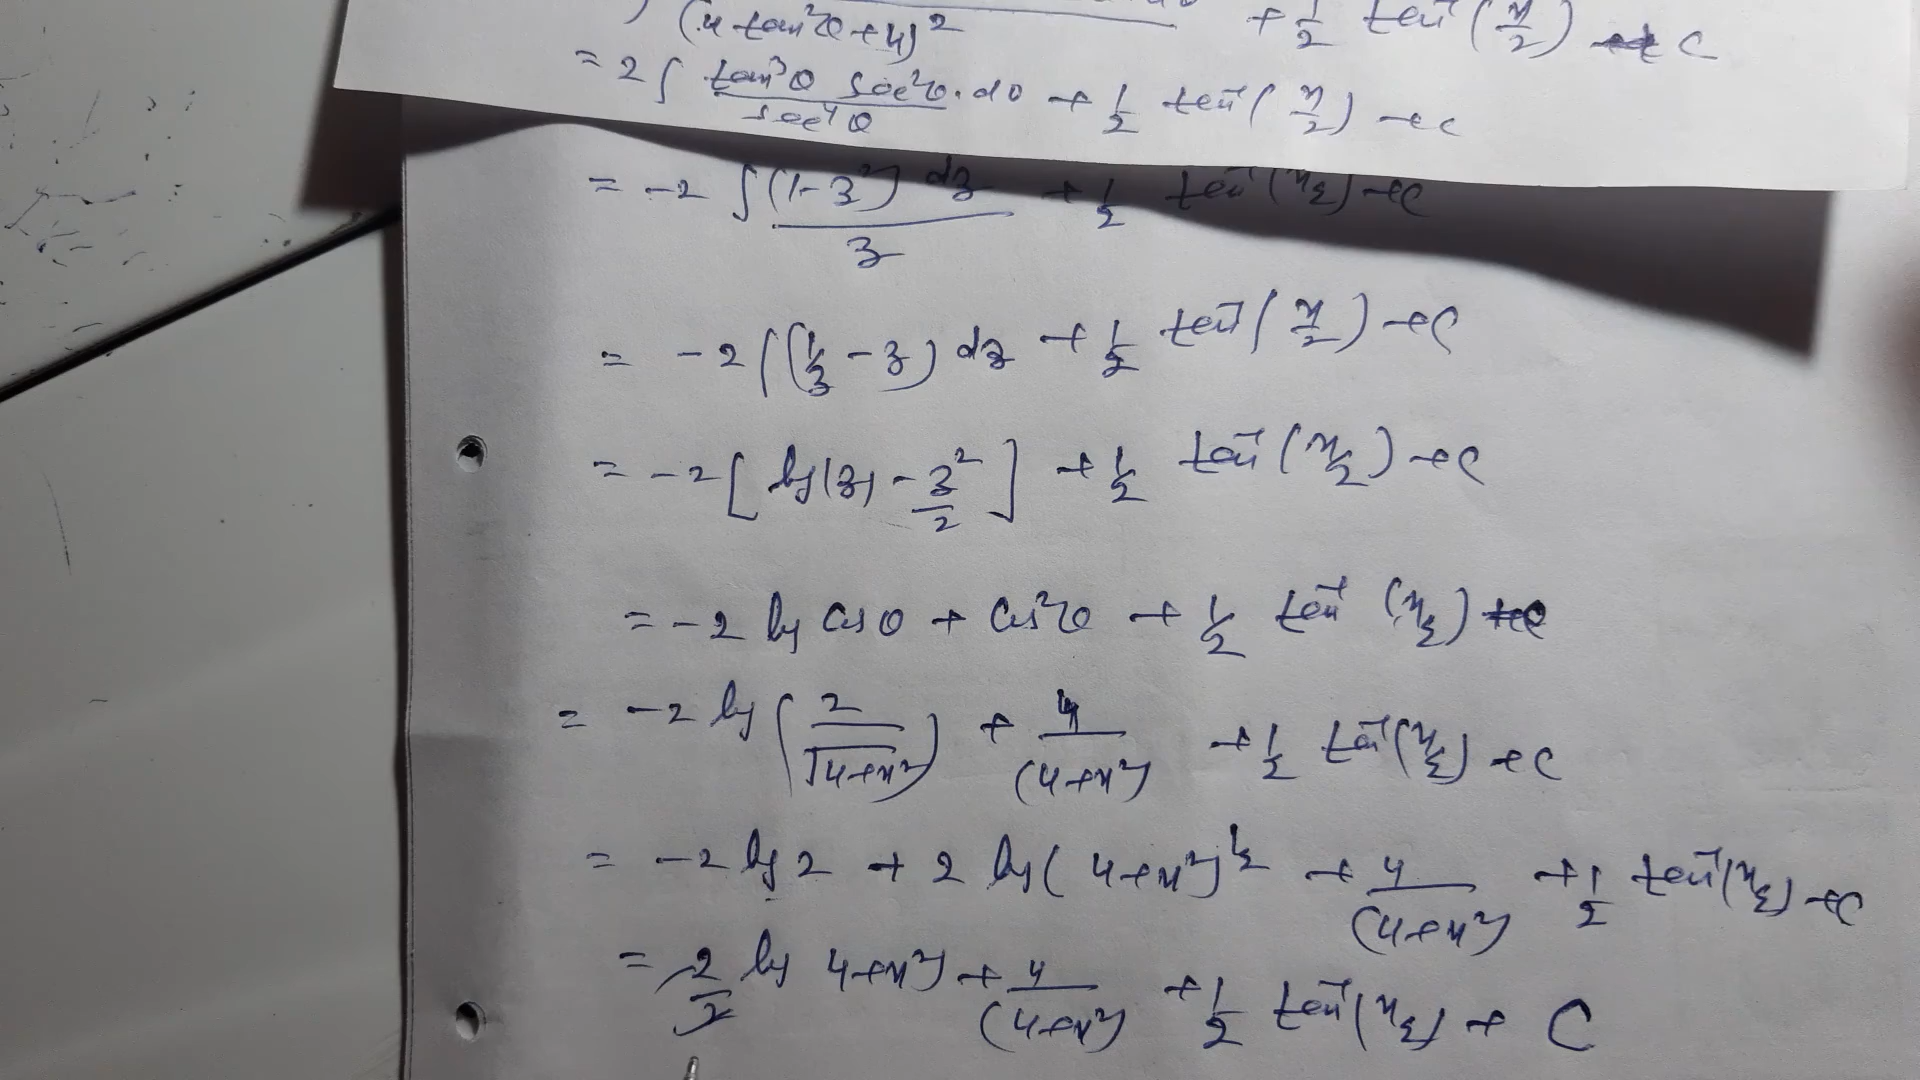 (4 tan²θ + 4)² + 1/2 tan⁻¹(x/2) + C
= 2 ∫ tan³θ sec²θ · dθ / sec⁴θ + 1/2 tan⁻¹(x/2) + C
= -2 ∫ (1-z²) dz / z + 1/2 tan⁻¹(x/2) + C
= -2 ∫ (1/z - z) dz + 1/2 tan⁻¹(x/2) + C
= -2 [ log(z) - z²/2 ] + 1/2 tan⁻¹(x/2) + C
= -2 log cos θ + cos²θ + 1/2 tan⁻¹(x/2) + C
= -2 log ( 2/√4+x² ) + 4/(4+x²) + 1/2 tan⁻¹(x/2) + C
= -2 log 2 + 2 log (4+x²)^1/2 + 4/(4+x²) + 1/2 tan⁻¹(x/2) + C
= 2/2 log 4+x²) + 4/(4+x²) + 1/2 tan⁻¹(x/2) + C